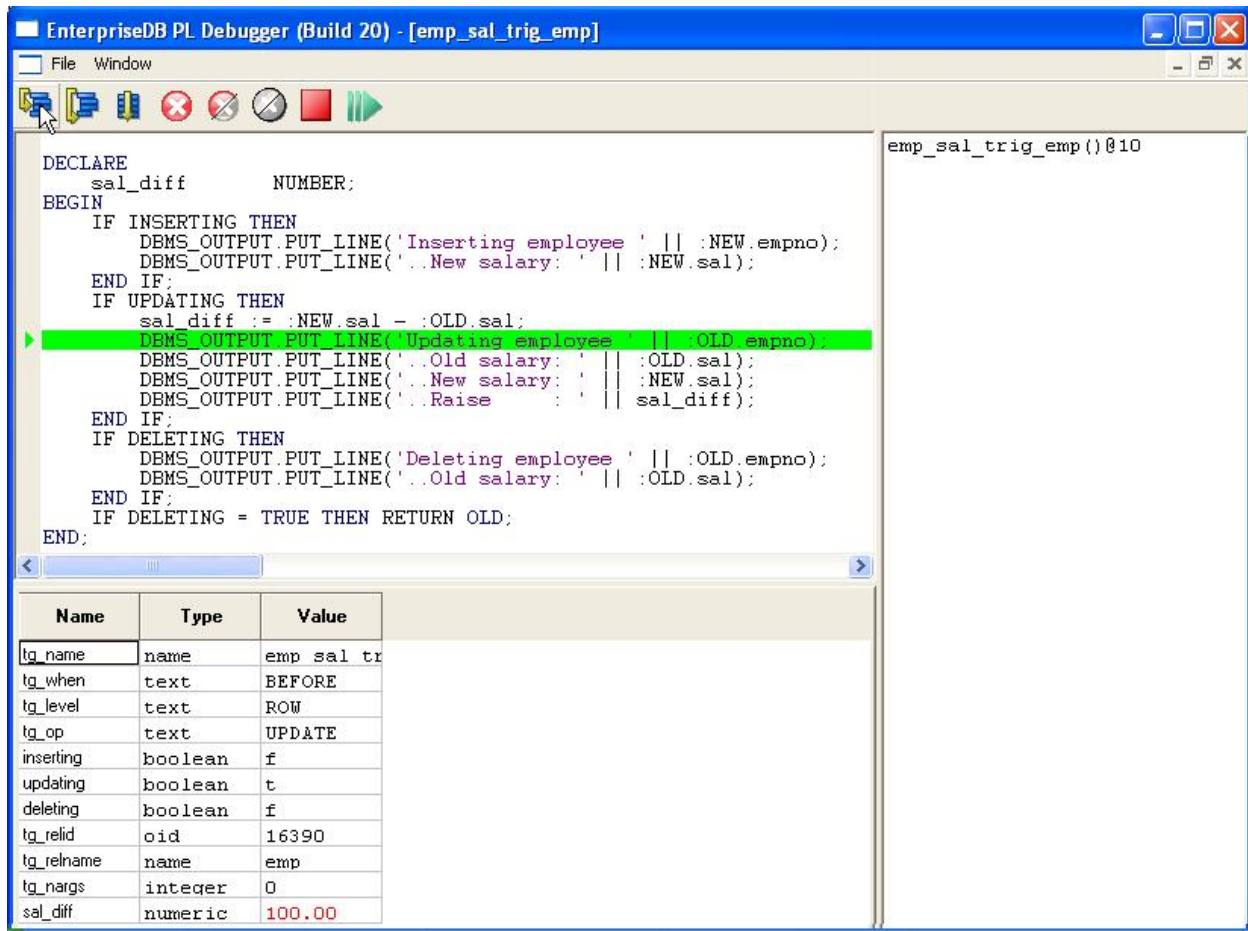 EnterpriseDB PL Debugger (Build 20) - [emp_sal_trig_emp]
File Window
DECLARE
    sal_diff       NUMBER;
BEGIN
    IF INSERTING THEN
        DBMS_OUTPUT.PUT_LINE('Inserting employee ' || :NEW.empno);
        DBMS_OUTPUT.PUT_LINE('..New salary: ' || :NEW.sal);
    END IF;
    IF UPDATING THEN
        sal_diff := :NEW.sal - :OLD.sal;
        DBMS_OUTPUT.PUT_LINE('Updating employee ' || :OLD.empno);
        DBMS_OUTPUT.PUT_LINE('..Old salary: ' || :OLD.sal);
        DBMS_OUTPUT.PUT_LINE('..New salary: ' || :NEW.sal);
        DBMS_OUTPUT.PUT_LINE('..Raise     : ' || sal_diff);
    END IF;
    IF DELETING THEN
        DBMS_OUTPUT.PUT_LINE('Deleting employee ' || :OLD.empno);
        DBMS_OUTPUT.PUT_LINE('..Old salary: ' || :OLD.sal);
    END IF;
    IF DELETING = TRUE THEN RETURN OLD;
END;
emp_sal_trig_emp()@10
Name Type Value
tg_name name emp sal tr
tg_when text BEFORE
tg_level text ROW
tg_op text UPDATE
inserting boolean f
updating boolean t
deleting boolean f
tg_relid oid 16390
tg_relname name emp
tg_nargs integer 0
sal_diff numeric 100.00